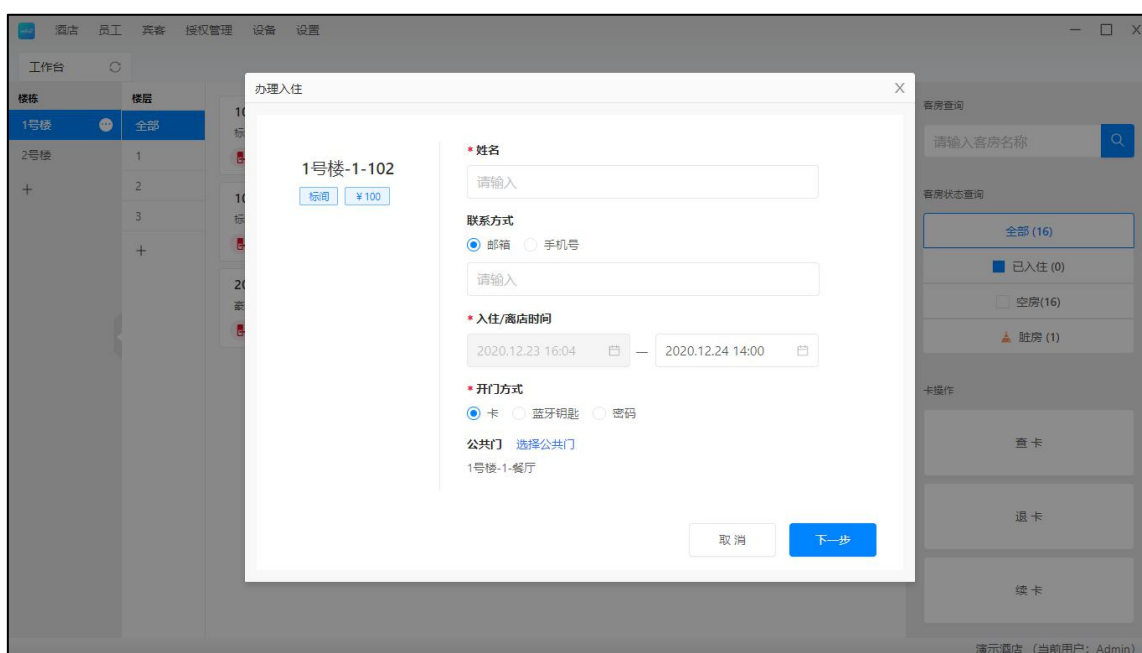 酒店 员工 宾客 授权管理 设备 设置
工作台
楼栋 楼层
1号楼 全部
2号楼 1
2
3
办理入住
1号楼-1-102
标间 ¥100
* 姓名
请输入
联系方式
邮箱 手机号
请输入
* 入住/离店时间
2020.12.23 16:04 — 2020.12.24 14:00
* 开门方式
卡 蓝牙钥匙 密码
公共门 选择公共门
1号楼-1-餐厅
取消 下一步
客房查询
请输入客房名称
客房状态查询
全部 (16)
已入住 (0)
空房(16)
脏房 (1)
卡操作
查卡
退卡
续卡
演示酒店 (当前用户: Admin)